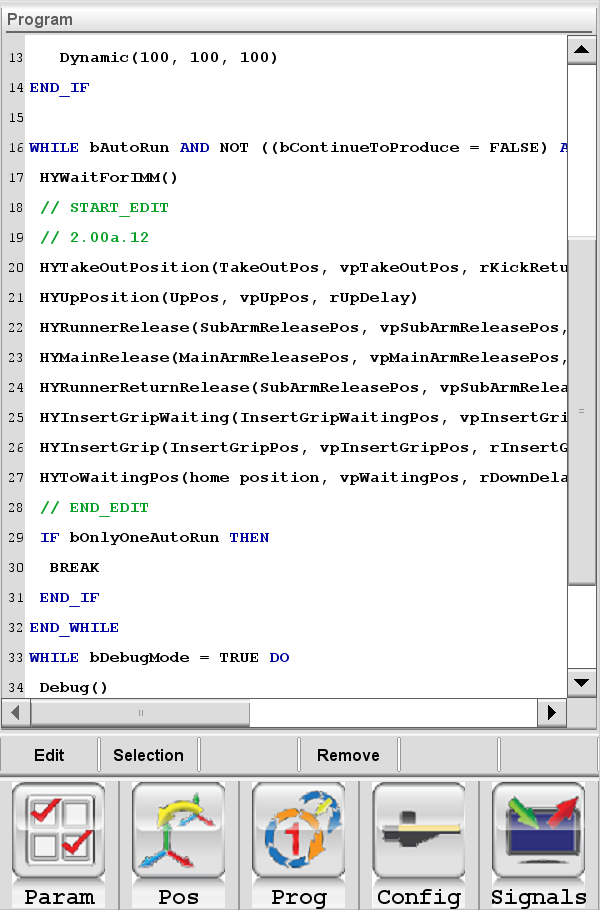 Program
13 Dynamic(100, 100, 100)
14 END_IF
15
16 WHILE bAutoRun AND NOT ((bContinueToProduce = FALSE) A
17 HYWaitForIMM()
18 // START_EDIT
19 // 2.00a.12
20 HYTakeOutPosition(TakeOutPos, vpTakeOutPos, rKickRetu
21 HYUpPosition(UpPos, vpUpPos, rUpDelay)
22 HYRunnerRelease(SubArmReleasePos, vpSubArmReleasePos,
23 HYMainRelease(MainArmReleasePos, vpMainArmReleasePos,
24 HYRunnerReturnRelease(SubArmReleasePos, vpSubArmRelea
25 HYInsertGripWaiting(InsertGripWaitingPos, vpInsertGri
26 HYInsertGrip(InsertGripPos, vpInsertGripPos, rInsertG
27 HYToWaitingPos(home position, vpWaitingPos, rDownDela
28 // END_EDIT
29 IF bOnlyOneAutoRun THEN
30 BREAK
31 END_IF
32 END_WHILE
33 WHILE bDebugMode = TRUE DO
34 Debug()
Edit Selection Remove
1
Param Pos Prog Config Signals